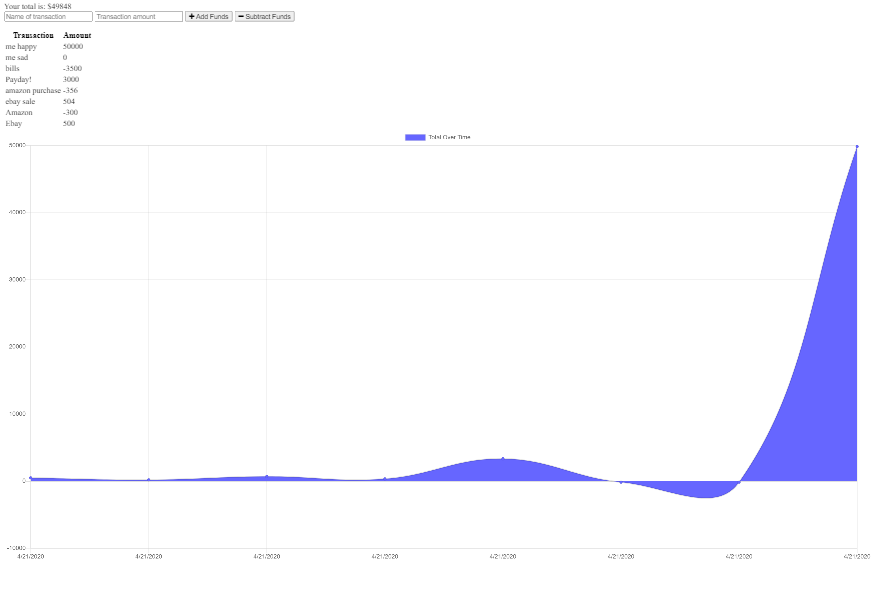 Your total is: $49848
Name of transaction Transaction amount + Add Funds − Subtract Funds
Transaction Amount
me happy 50000
me sad 0
bills -3500
Payday! 3000
amazon purchase -356
ebay sale 504
Amazon -300
Ebay 500
Total Over Time
50000
40000
30000
20000
10000
0
-10000
4/21/2020 4/21/2020 4/21/2020 4/21/2020 4/21/2020 4/21/2020 4/21/2020 4/21/2020